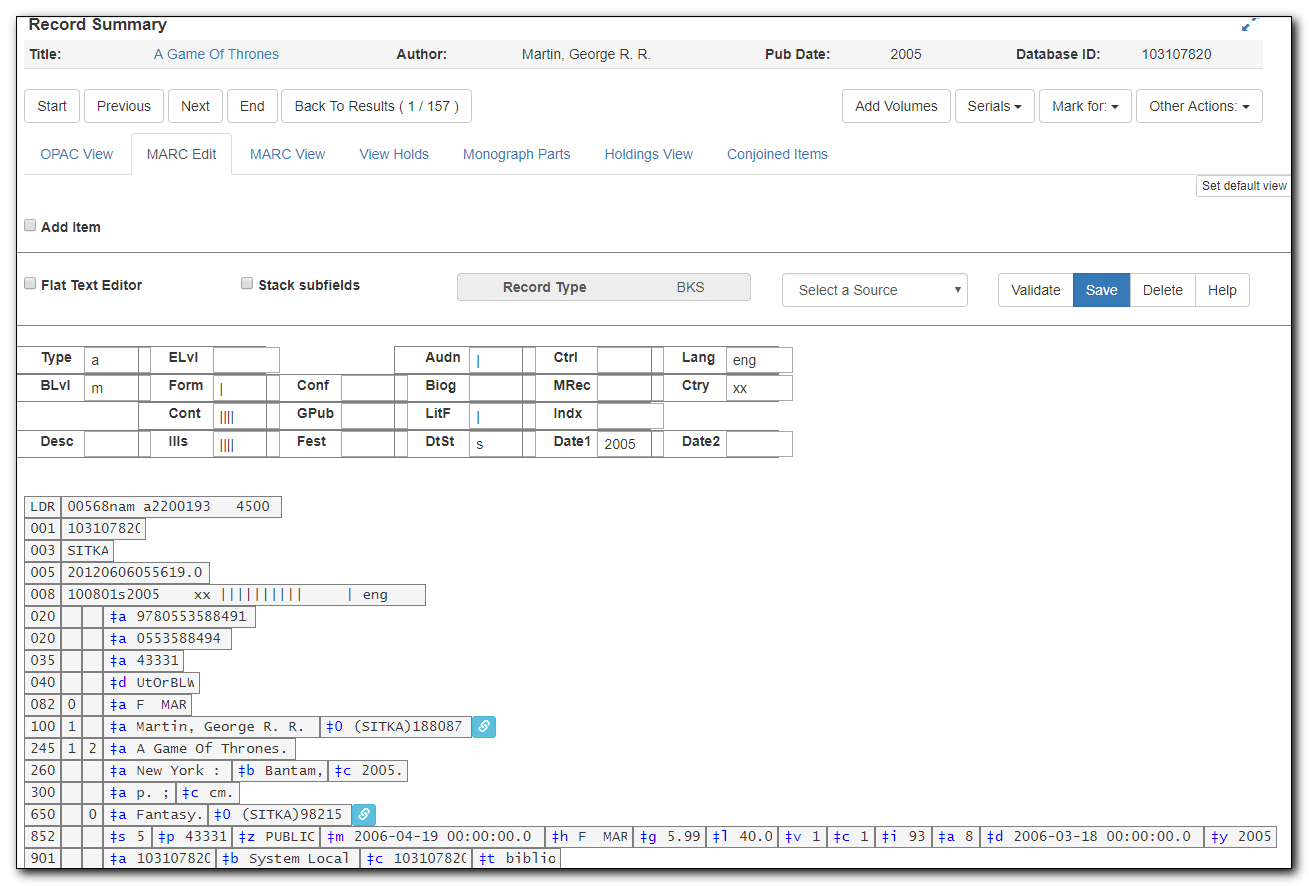 Record Summary
Title: A Game Of Thrones Author: Martin, George R. R. Pub Date: 2005 Database ID: 103107820
Start Previous Next End Back To Results ( 1 / 157 ) Add Volumes Serials Mark for: Other Actions:
OPAC View MARC Edit MARC View View Holds Monograph Parts Holdings View Conjoined Items
Set default view
Add Item
Flat Text Editor Stack subfields Record Type BKS Select a Source Validate Save Delete Help
Type a ELvl Audn | Ctrl Lang eng
BLvl m Form | Conf Biog MRec Ctry xx
Cont |||| GPub LitF | Indx
Desc Ills |||| Fest DtSt s Date1 2005 Date2
LDR 00568nam a2200193   4500
001 103107820
003 SITKA
005 20120606055619.0
008 100801s2005    xx ||||||||||     | eng
020 ‡a 9780553588491
020 ‡a 0553588494
035 ‡a 43331
040 ‡d UtOrBLW
082 0 ‡a F  MAR
100 1 ‡a Martin, George R. R. ‡0 (SITKA)188087
245 1 2 ‡a A Game Of Thrones.
260 ‡a New York : ‡b Bantam, ‡c 2005.
300 ‡a p. ; ‡c cm.
650 0 ‡a Fantasy. ‡0 (SITKA)98215
852 ‡s 5 ‡p 43331 ‡z PUBLIC ‡m 2006-04-19 00:00:00.0 ‡h F  MAR ‡g 5.99 ‡l 40.0 ‡v 1 ‡c 1 ‡i 93 ‡a 8 ‡d 2006-03-18 00:00:00.0 ‡y 2005
901 ‡a 103107820 ‡b System Local ‡c 103107820 ‡t biblio